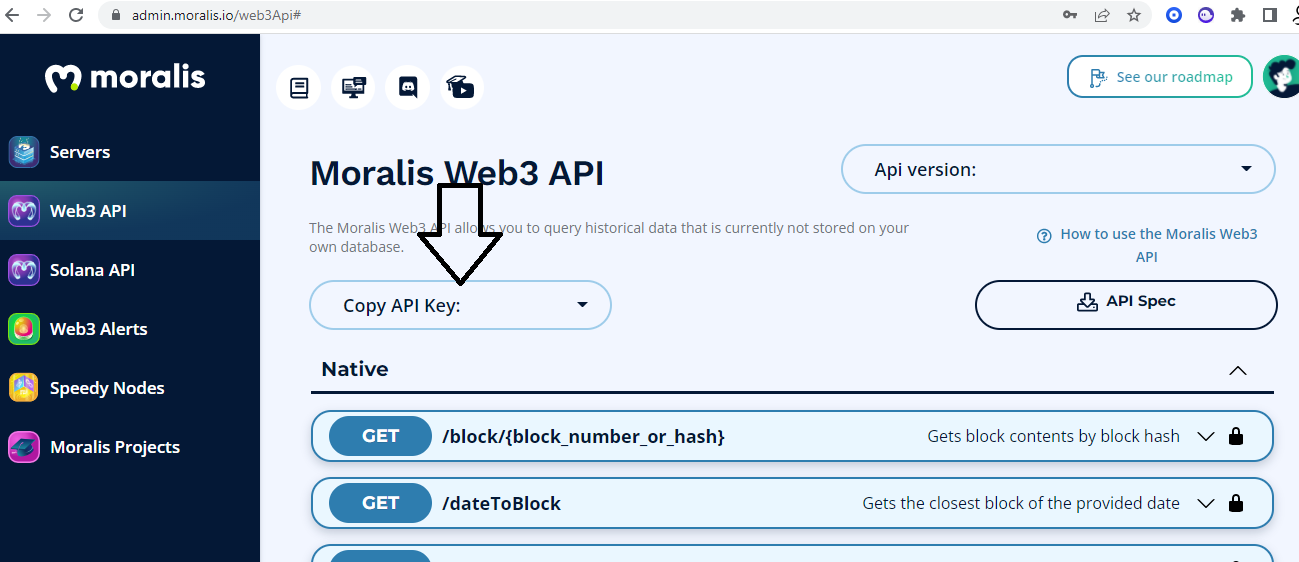 admin.moralis.io/web3Api#
moralis
See our roadmap
Servers
Web3 API
Solana API
Web3 Alerts
Speedy Nodes
Moralis Projects
Moralis Web3 API
Api version:
The Moralis Web3 API allows you to query historical data that is currently not stored on your
own database.
How to use the Moralis Web3
API
Copy API Key:
API Spec
Native
GET /block/{block_number_or_hash} Gets block contents by block hash
GET /dateToBlock Gets the closest block of the provided date